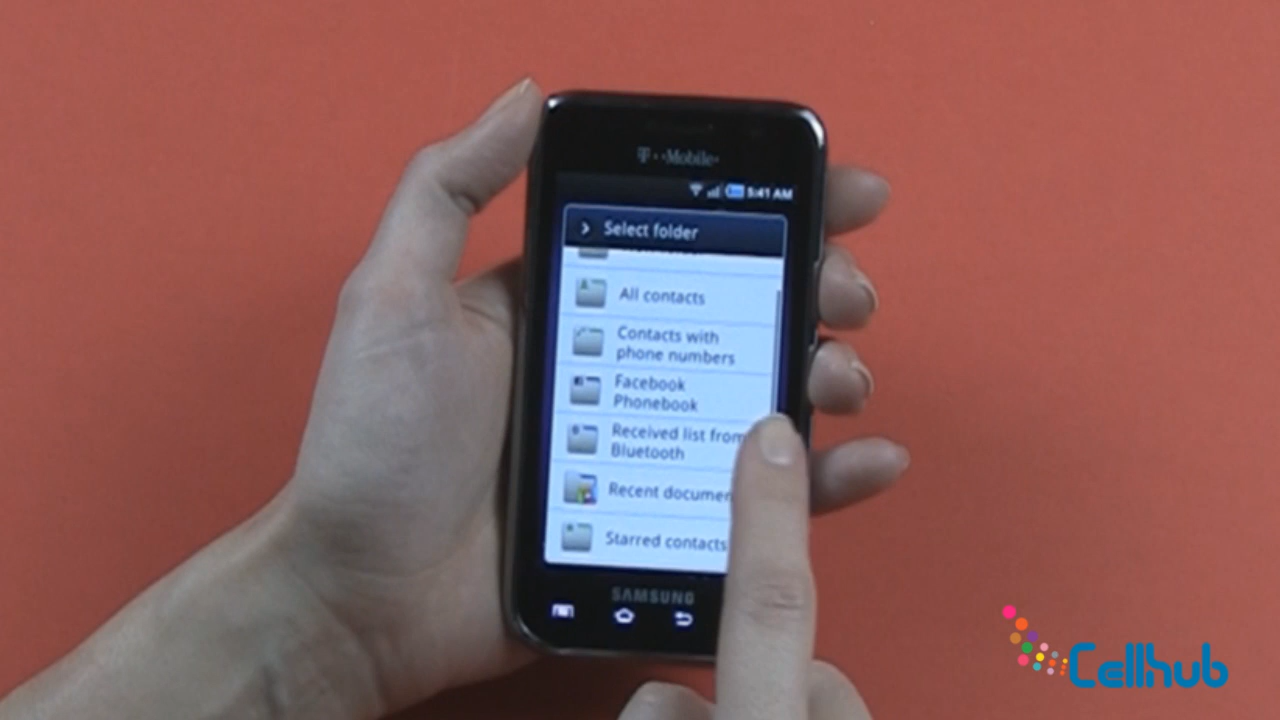 T··Mobile·
5:41 AM
Select folder
All contacts
Contacts with
phone numbers
Facebook
Phonebook
Received list from
Bluetooth
Recent
Starred contacts
SAMSUNG
Cellhub